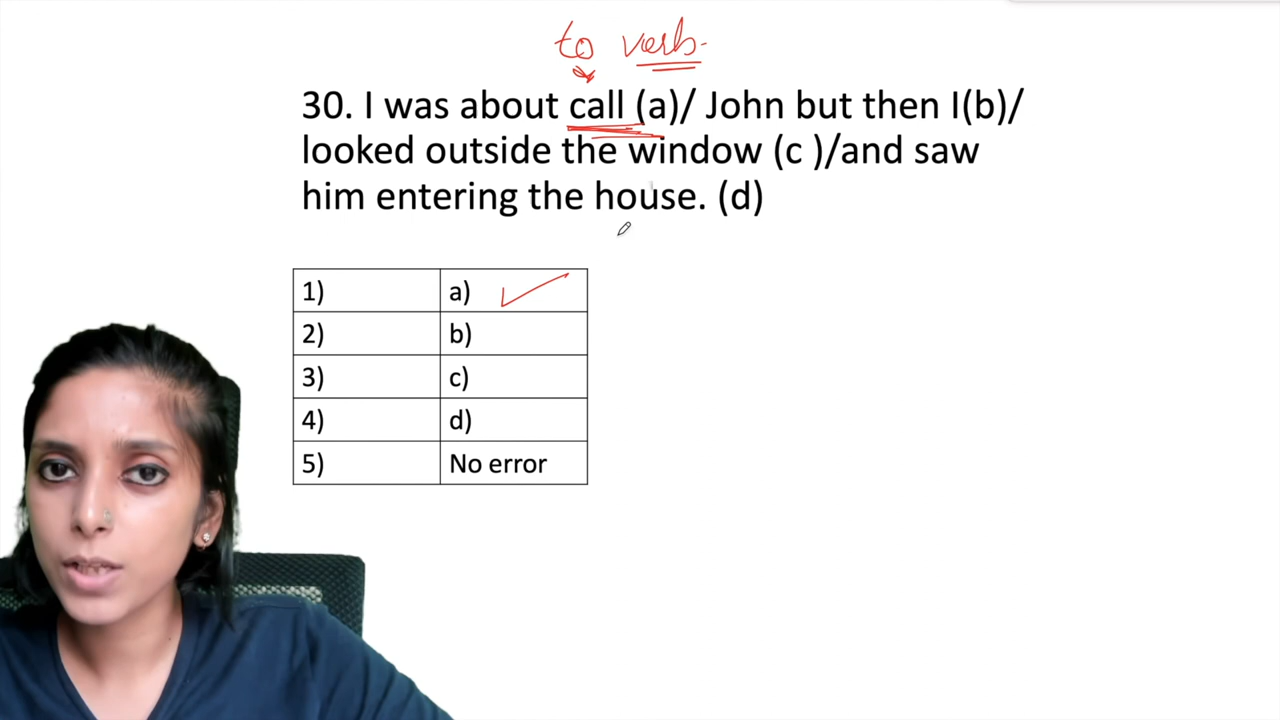 to verb.
30. I was about call (a)/ John but then I(b)/
looked outside the window (c )/and saw
him entering the house. (d)
1) a)
2) b)
3) c)
4) d)
5) No error